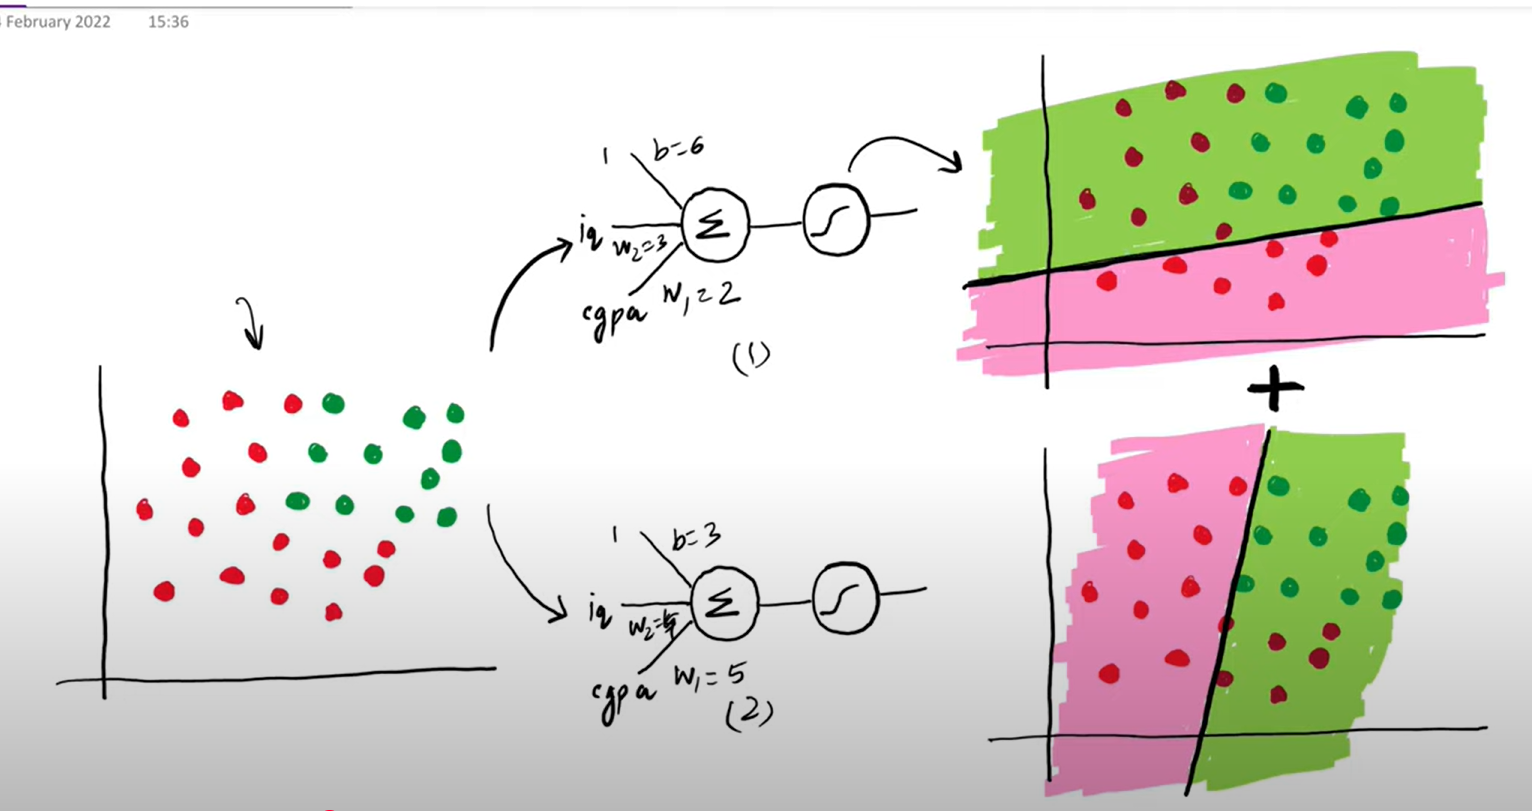 February 2022 15:36
1 b=6
iq w₂=3 Σ
cgpa w₁=2
(1)
+
1 b=3
iq w₂= Σ
cgpa w₁=5
(2)